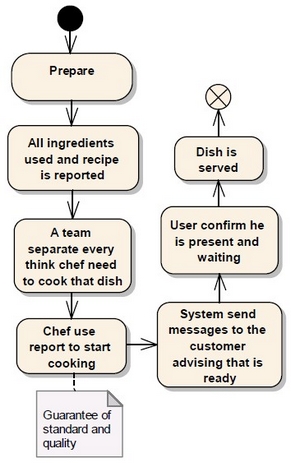 Prepare
All ingredients
used and recipe
is reported
A team
separate every
think chef need
to cook that dish
Chef use
report to start
cooking
Guarantee of
standard and
quality
System send
messages to the
customer
advising that is
ready
User confirm he
is present and
waiting
Dish is
served